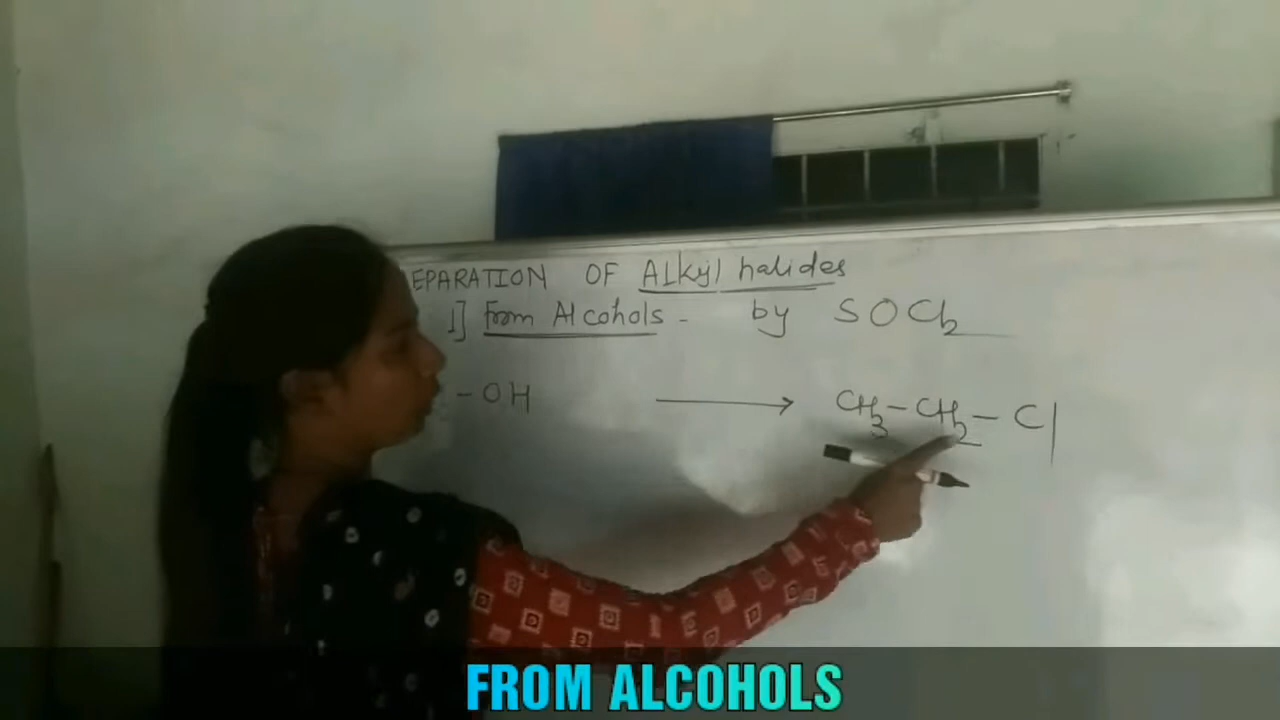 EPARATION OF Alkyl halides
1] From Alcohols - by SOCl2
- OH → CH3 - CH2 - Cl
FROM ALCOHOLS